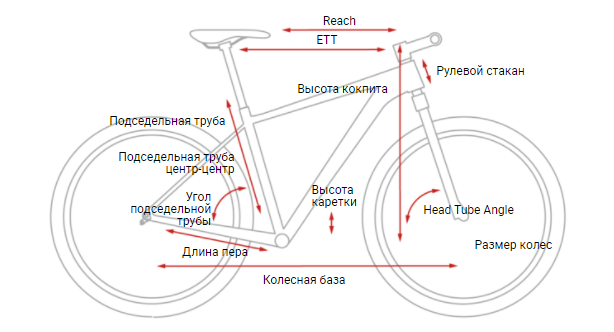 Reach
ETT
Рулевой стакан
Высота кокпита
Подседельная труба
Подседельная труба
центр-центр
Угол
подседельной
трубы
Высота
каретки
Head Tube Angle
Размер колес
Длина пера
Колесная база